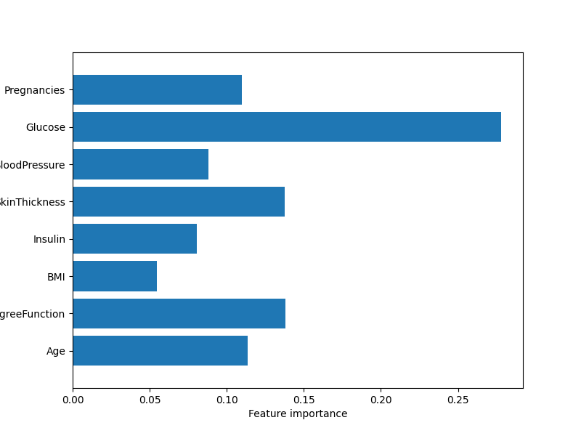 Pregnancies
Glucose
loodPressure
kinThickness
Insulin
BMI
greeFunction
Age
0.00 0.05 0.10 0.15 0.20 0.25
Feature importance